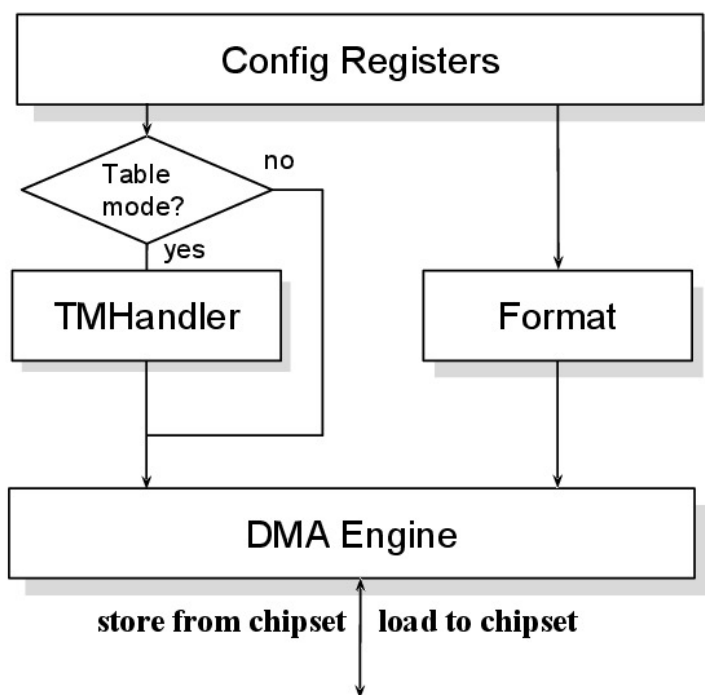 Config Registers
Table
mode?
no
yes
TMHandler
Format
DMA Engine
store from chipset
load to chipset